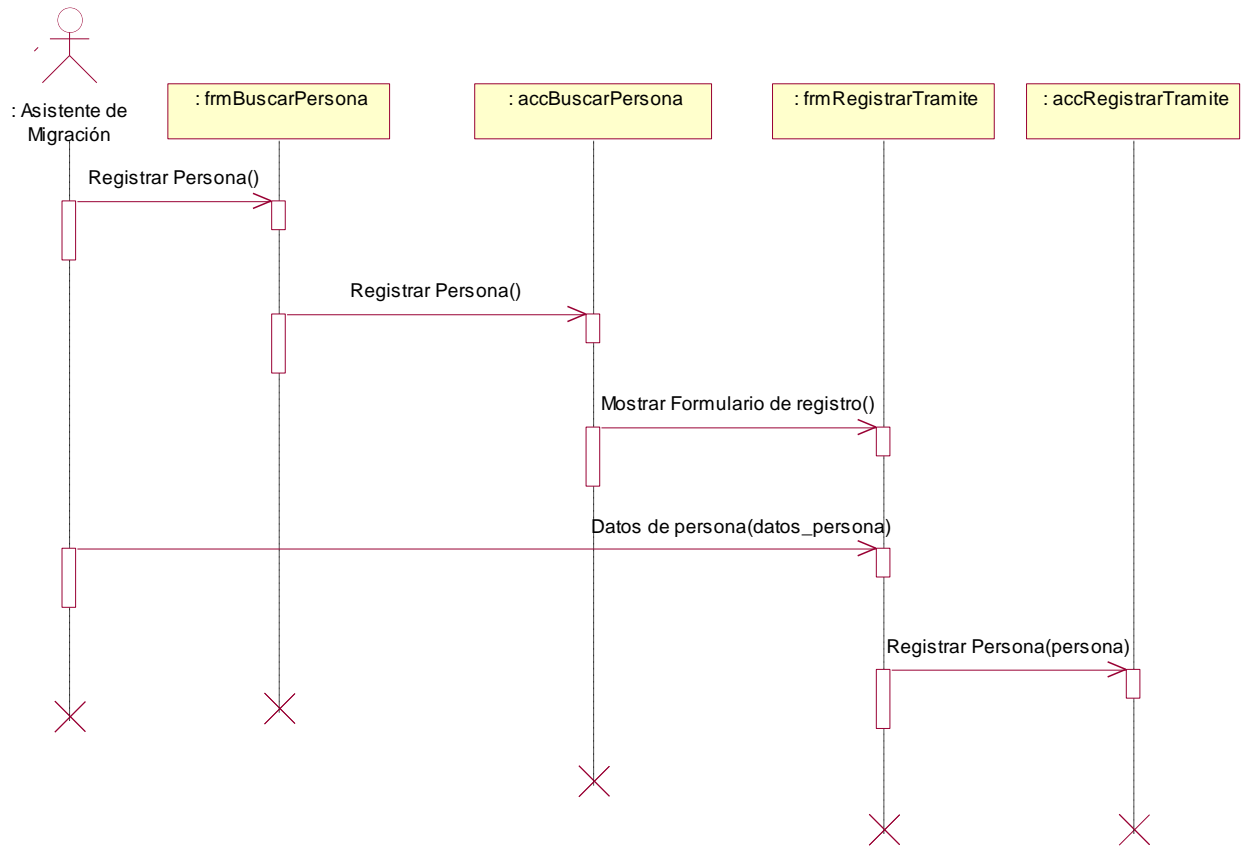 : Asistente de
Migración
: frmBuscarPersona
: accBuscarPersona
: frmRegistrarTramite
: accRegistrarTramite
Registrar Persona()
Registrar Persona()
Mostrar Formulario de registro()
Datos de persona(datos_persona)
Registrar Persona(persona)